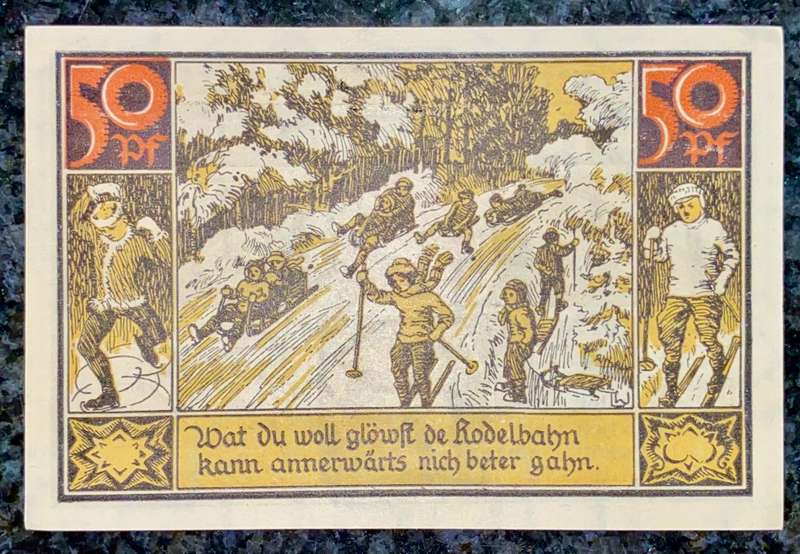 50 Pf
50 Pf
Wat du woll glöwst de Rodelbahn
kann annerwärts nich beter gahn.